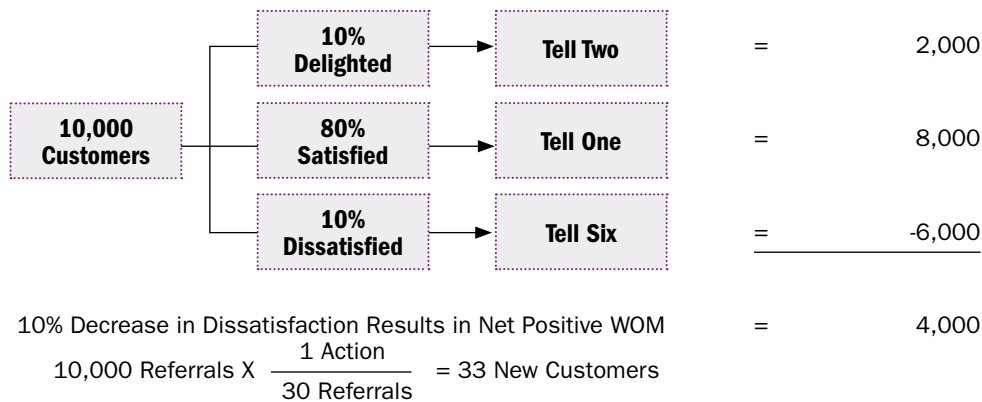 10,000
Customers
10%
Delighted
Tell Two
= 2,000
80%
Satisfied
Tell One
= 8,000
10%
Dissatisfied
Tell Six
= -6,000
10% Decrease in Dissatisfaction Results in Net Positive WOM = 4,000
10,000 Referrals X 1 Action
30 Referrals
= 33 New Customers